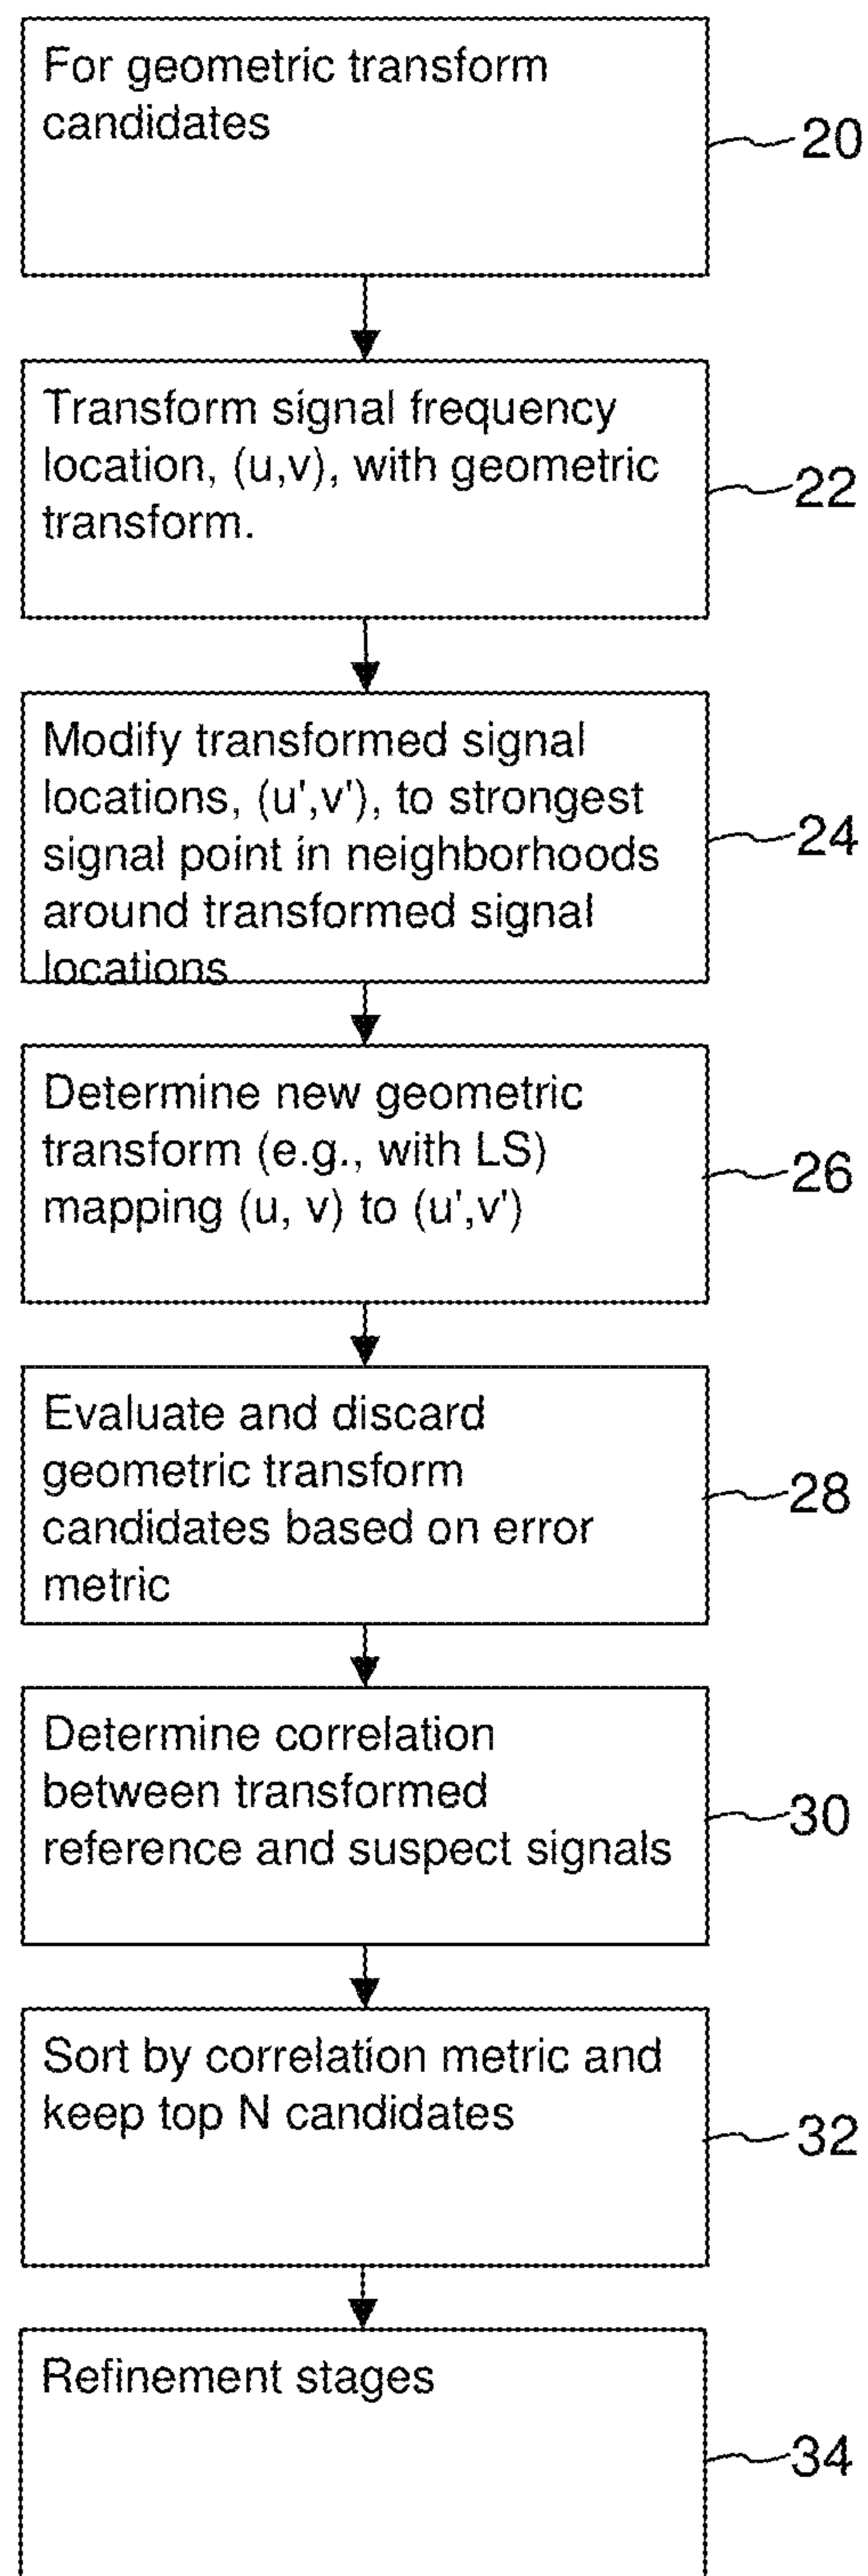 For geometric transform
candidates
20
Transform signal frequency
location, (u,v), with geometric
transform.
22
Modify transformed signal
locations, (u',v'), to strongest
signal point in neighborhoods
around transformed signal
locations
24
Determine new geometric
transform (e.g., with LS)
mapping (u, v) to (u',v')
26
Evaluate and discard
geometric transform
candidates based on error
metric
28
Determine correlation
between transformed
reference and suspect signals
30
Sort by correlation metric and
keep top N candidates
32
Refinement stages
34